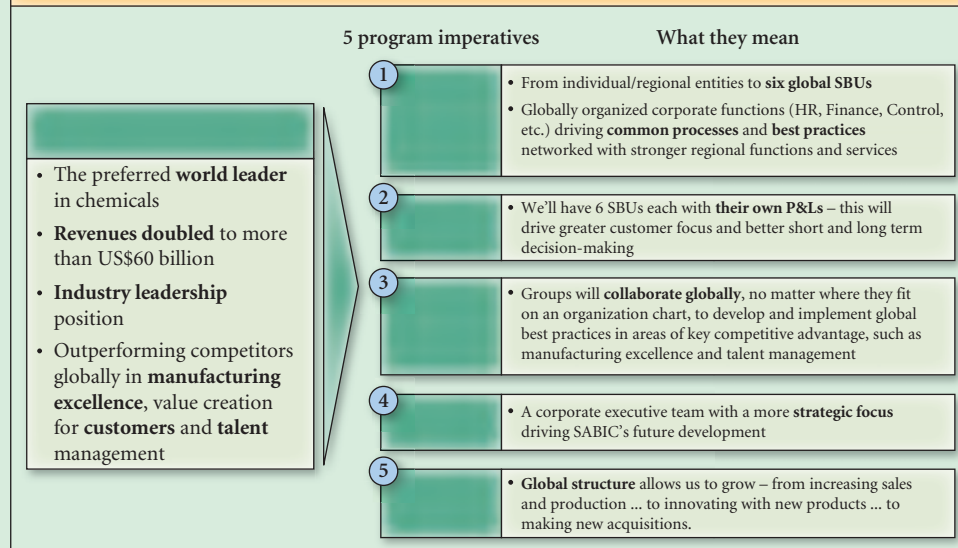 5 program imperatives
What they mean
• The preferred world leader
in chemicals
• Revenues doubled to more
than US$60 billion
• Industry leadership
position
• Outperforming competitors
globally in manufacturing
excellence, value creation
for customers and talent
management
1
• From individual/regional entities to six global SBUs
• Globally organized corporate functions (HR, Finance, Control,
etc.) driving common processes and best practices
networked with stronger regional functions and services
2
• We’ll have 6 SBUs each with their own P&Ls – this will
drive greater customer focus and better short and long term
decision-making
3
• Groups will collaborate globally, no matter where they fit
on an organization chart, to develop and implement global
best practices in areas of key competitive advantage, such as
manufacturing excellence and talent management
4
• A corporate executive team with a more strategic focus
driving SABIC’s future development
5
• Global structure allows us to grow – from increasing sales
and production ... to innovating with new products ... to
making new acquisitions.